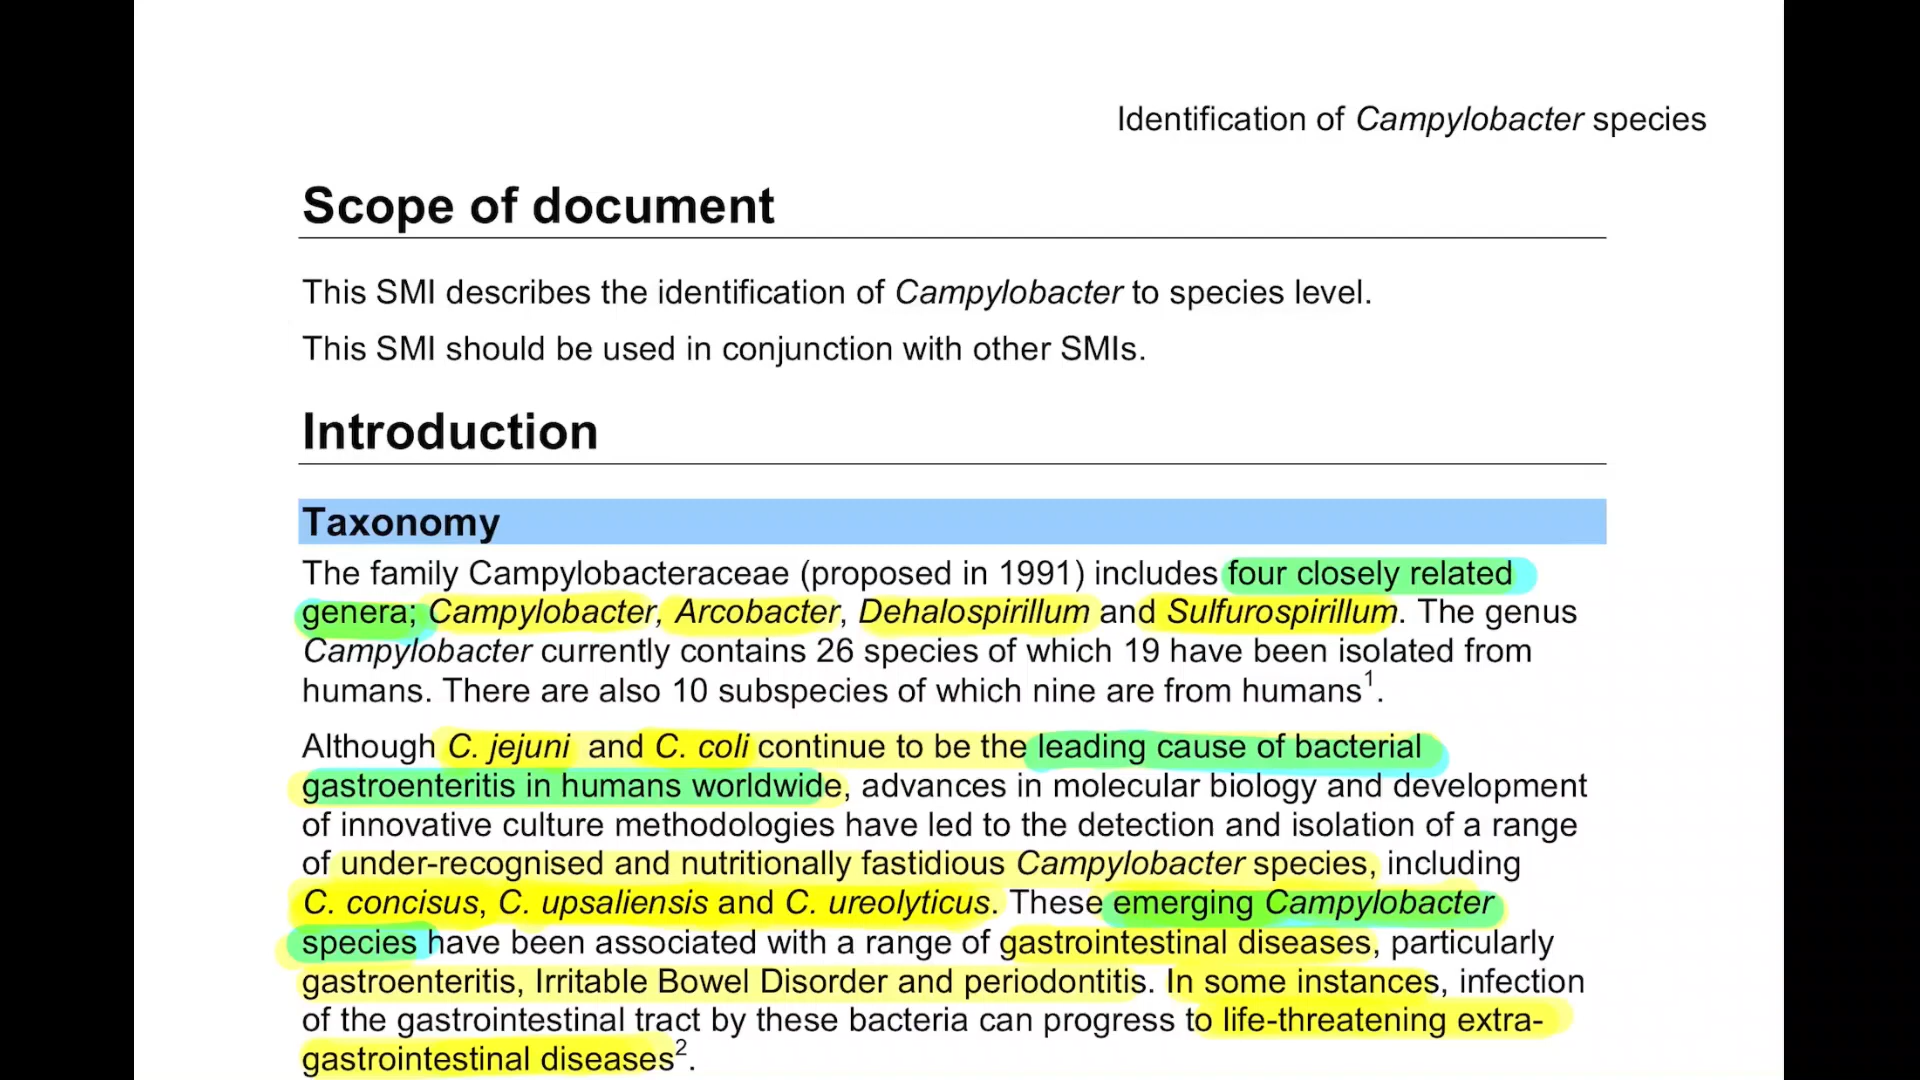 Identification of Campylobacter species
Scope of document
This SMI describes the identification of Campylobacter to species level.
This SMI should be used in conjunction with other SMIs.
Introduction
Taxonomy
The family Campylobacteraceae (proposed in 1991) includes four closely related
genera; Campylobacter, Arcobacter, Dehalospirillum and Sulfurospirillum. The genus
Campylobacter currently contains 26 species of which 19 have been isolated from
humans. There are also 10 subspecies of which nine are from humans1.
Although C. jejuni and C. coli continue to be the leading cause of bacterial
gastroenteritis in humans worldwide, advances in molecular biology and development
of innovative culture methodologies have led to the detection and isolation of a range
of under-recognised and nutritionally fastidious Campylobacter species, including
C. concisus, C. upsaliensis and C. ureolyticus. These emerging Campylobacter
species have been associated with a range of gastrointestinal diseases, particularly
gastroenteritis, Irritable Bowel Disorder and periodontitis. In some instances, infection
of the gastrointestinal tract by these bacteria can progress to life-threatening extra-
gastrointestinal diseases2.